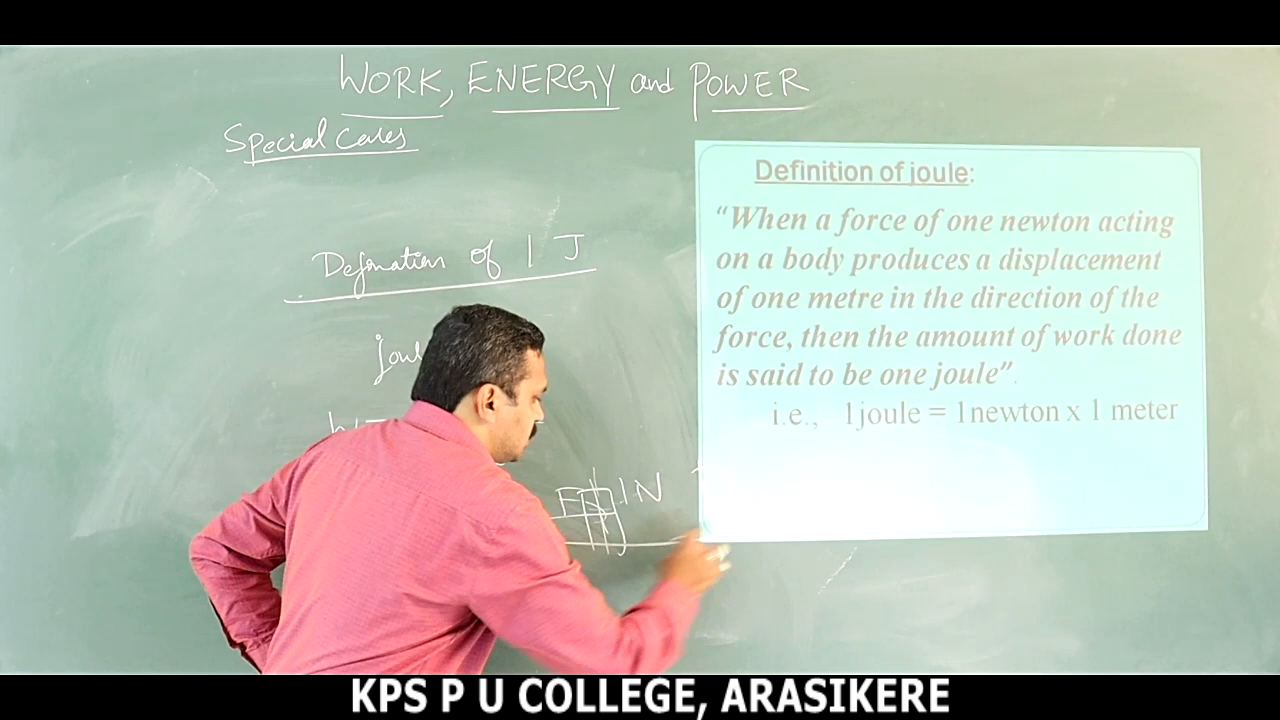 WORK, ENERGY and POWER
Special Cases
Defination of 1 J
Definition of joule:
“When a force of one newton acting
on a body produces a displacement
of one metre in the direction of the
force, then the amount of work done
is said to be one joule”.
i.e., 1joule = 1newton x 1 meter
1N
KPS P U COLLEGE, ARASIKERE